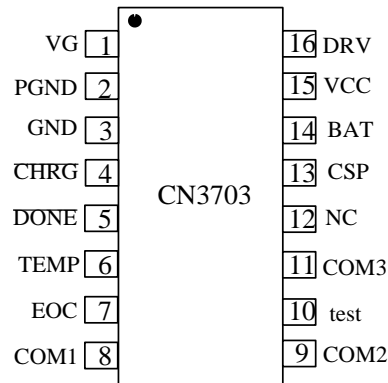 VG 1 16 DRV
PGND 2 15 VCC
GND 3 14 BAT
CHRG 4 13 CSP
CN3703
DONE 5 12 NC
TEMP 6 11 COM3
EOC 7 10 test
COM1 8 9 COM2